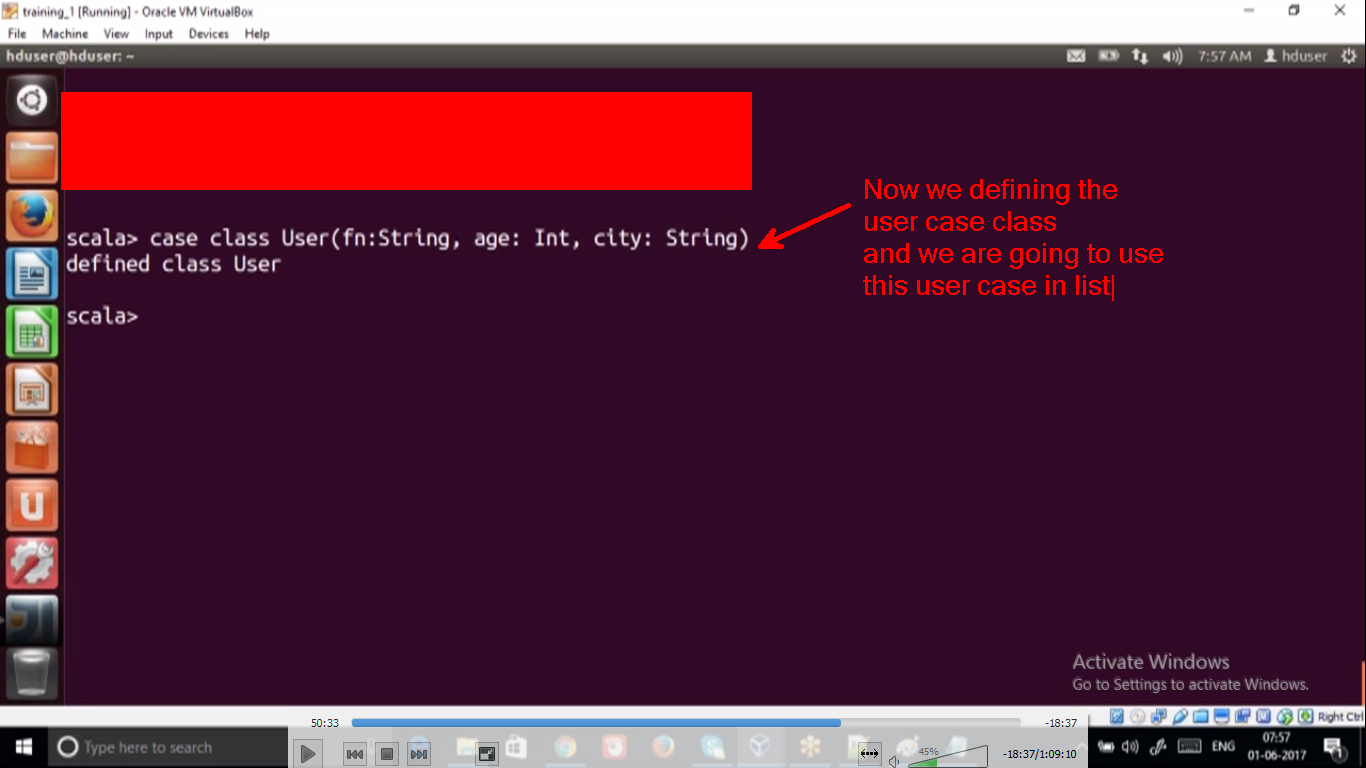 training_1 [Running] - Oracle VM VirtualBox
File Machine View Input Devices Help
hduser@hduser: ~
7:57 AM hduser
scala> case class User(fn:String, age: Int, city: String)
defined class User
scala>
Now we defining the
user case class
and we are going to use
this user case in list
Activate Windows
Go to Settings to activate Windows.
Right Ctrl
50:33
-18:37
Type here to search
45%
-18:37/1:09:10
ENG
07:57
01-06-2017